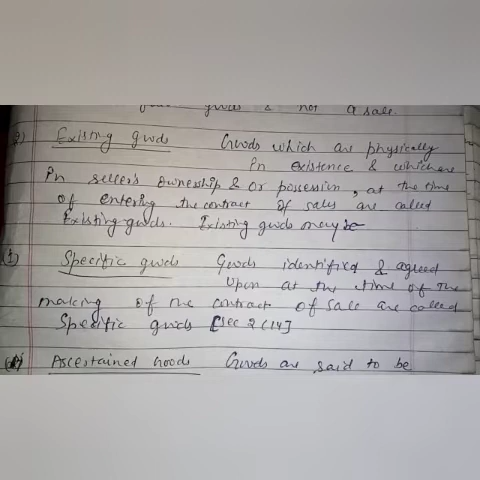 goods & not a sale.
2) Existing goods Goods which are physically
in existence & which are
in seller's ownership & or possession, at the time
of entering the contract of sales are called
Existing goods. Existing goods may be
(i) Specific goods Goods identified & agreed
upon at the time of the
making of the contract of sale are called
Specific goods [sec 2(14]
Ascestained Goods Goods are said to be